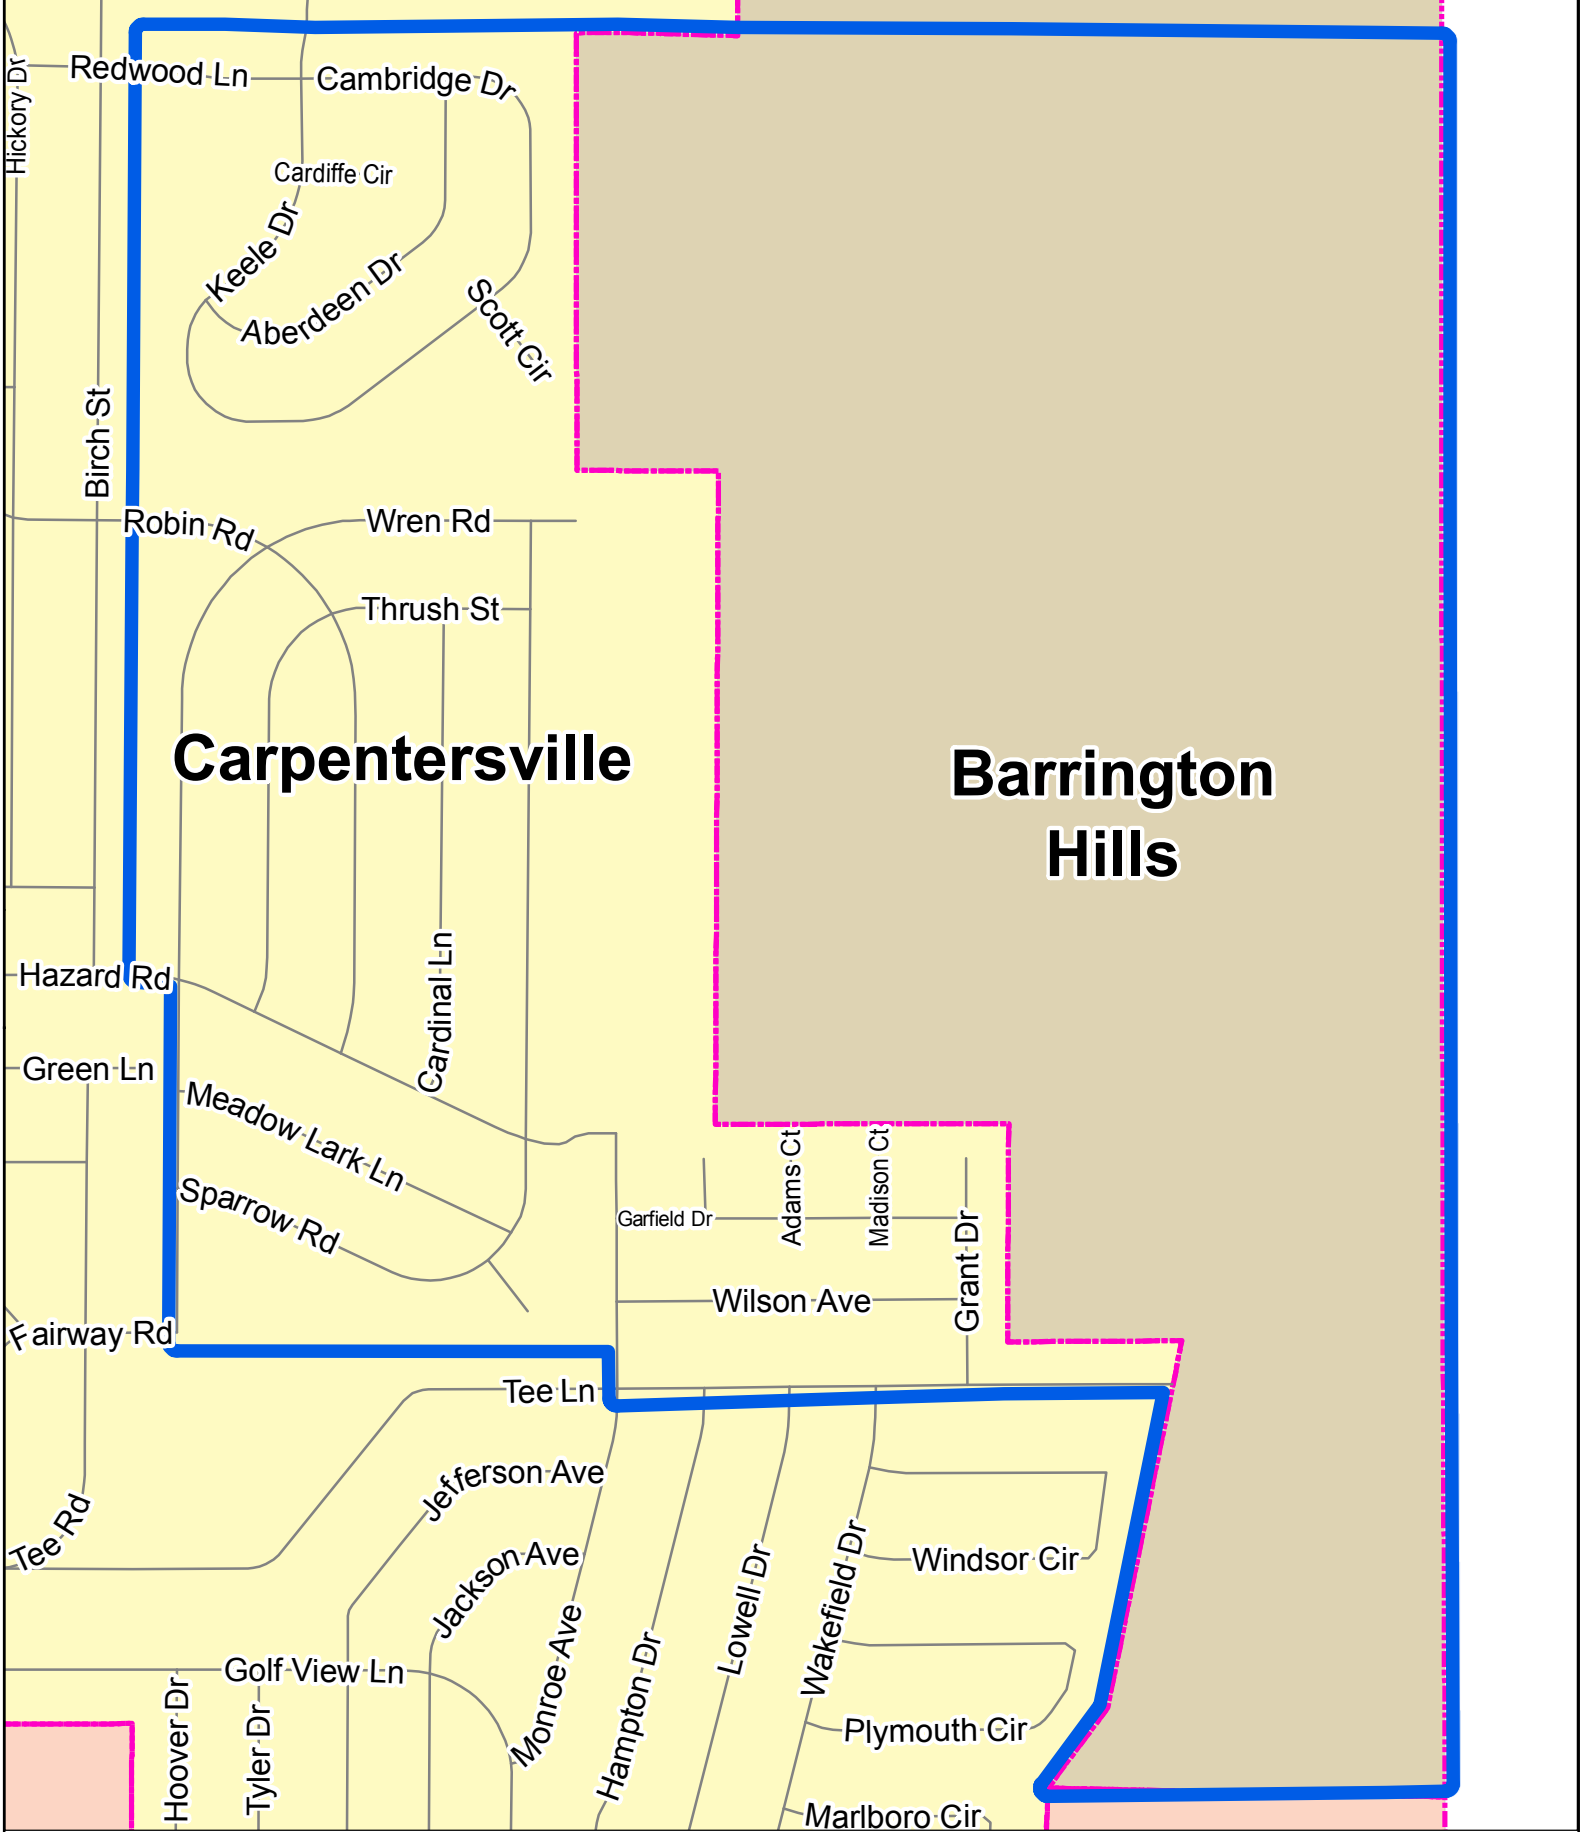 Redwood Ln
Cambridge Dr
Hickory Dr
Cardiffe Cir
Keele Dr
Aberdeen Dr
Scott Cir
Birch St
Robin Rd
Wren Rd
Thrush St
Carpentersville
Barrington
Hills
Cardinal Ln
Hazard Rd
Green Ln
Meadow Lark Ln
Sparrow Rd
Garfield Dr
Adams Ct
Madison Ct
Grant Dr
Wilson Ave
Fairway Rd
Tee Ln
Jefferson Ave
Tee Rd
Jackson Ave
Windsor Cir
Lowell Dr
Wakefield Dr
Monroe Ave
Hampton Dr
Golf View Ln
Hoover Dr
Tyler Dr
Plymouth Cir
Marlboro Cir